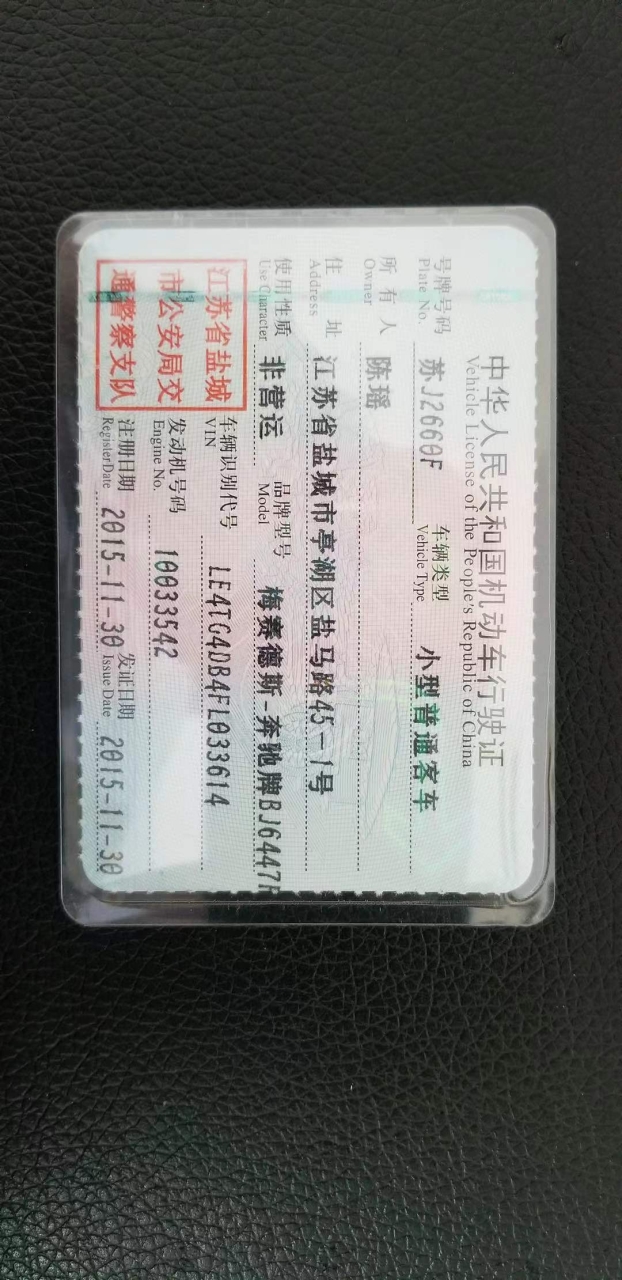 中华人民共和国机动车行驶证
Vehicle License of the People's Republic of China
号牌号码 苏J2660F 车辆类型 小型普通客车
Plate No. Vehicle Type
所有人 陈瑶
Owner
住址 江苏省盐城市亭湖区盐马路45-1号
Address
使用性质 非营运 品牌型号 梅赛德斯-奔驰牌BJ6447F
Use Character Model
江苏省盐城
市公安局交
通警察支队
车辆识别代号 LE4TG4DB4FL033614
VIN
发动机号码 10033542
Engine No.
注册日期 2015-11-30 发证日期 2015-11-30
Register Date Issue Date